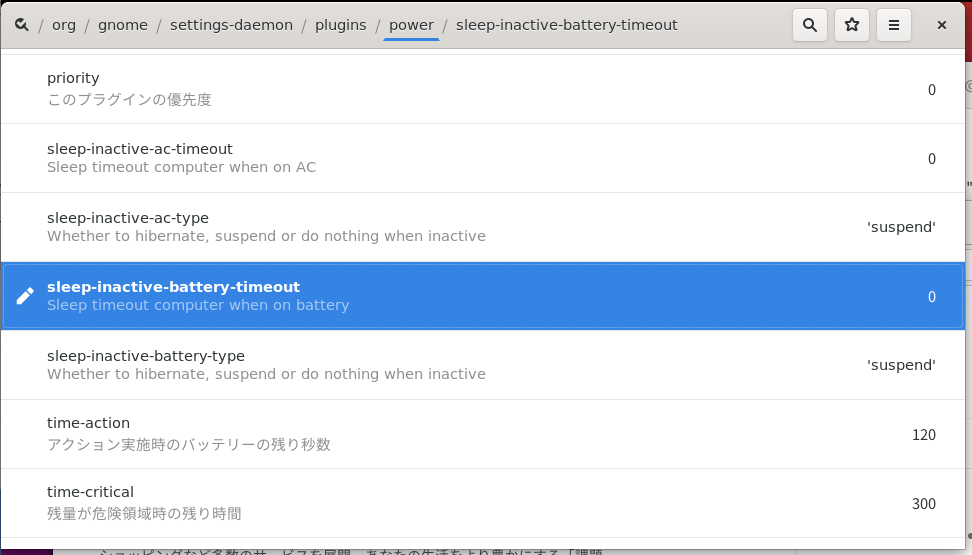 / org / gnome / settings-daemon / plugins / power / sleep-inactive-battery-timeout
priority
このプラグインの優先度
0
sleep-inactive-ac-timeout
Sleep timeout computer when on AC
0
sleep-inactive-ac-type
Whether to hibernate, suspend or do nothing when inactive
'suspend'
sleep-inactive-battery-timeout
Sleep timeout computer when on battery
0
sleep-inactive-battery-type
Whether to hibernate, suspend or do nothing when inactive
'suspend'
time-action
アクション実施時のバッテリーの残り秒数
120
time-critical
残量が危険領域時の残り時間
300